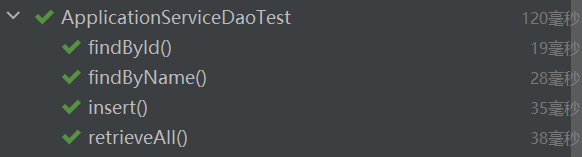 ApplicationServiceDaoTest 120毫秒
findById() 19毫秒
findByName() 28毫秒
insert() 35毫秒
retrieveAll() 38毫秒